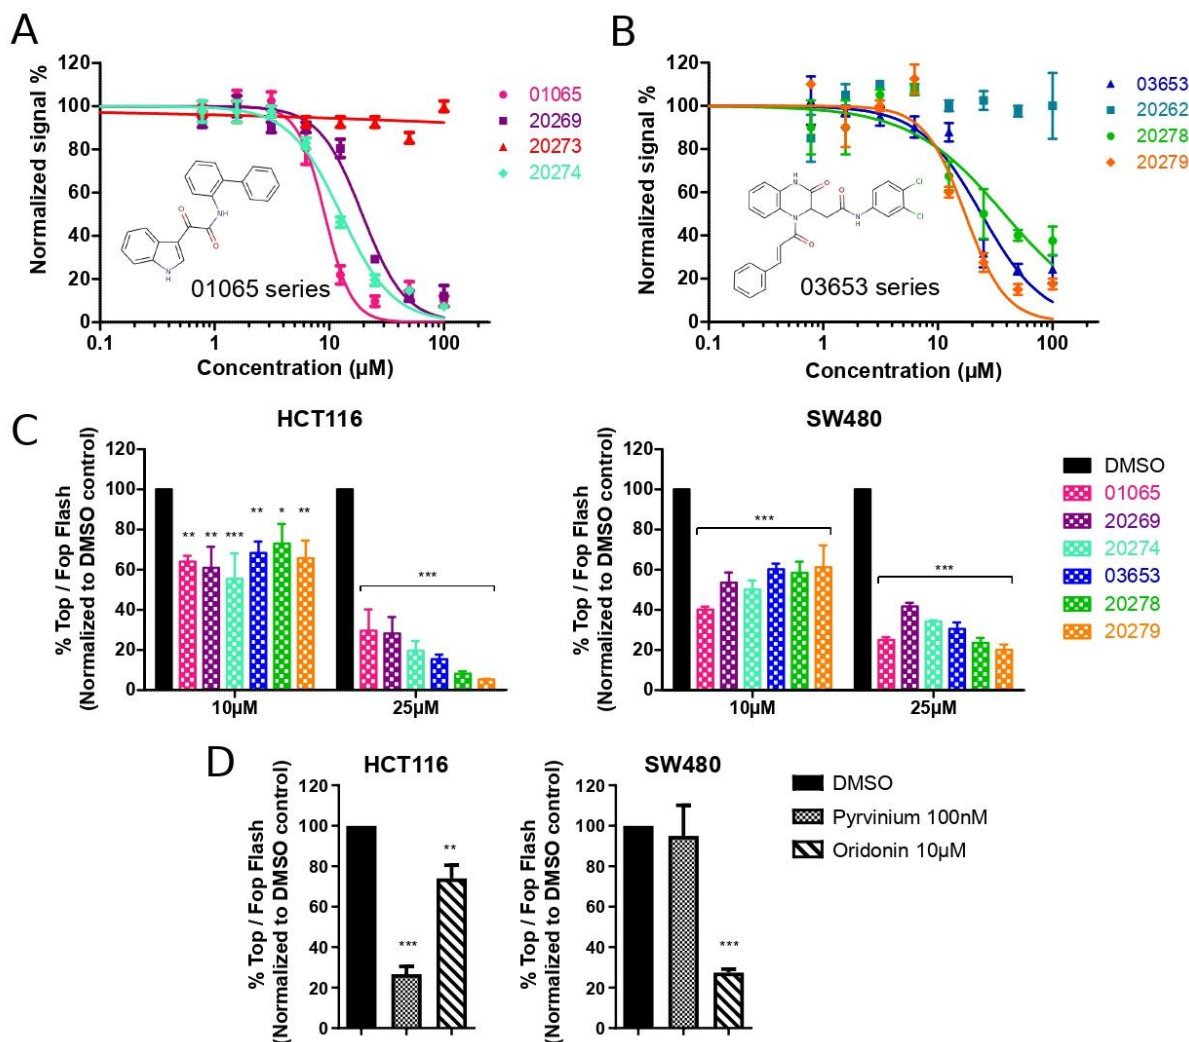 A
Normalized signal %
120
100
80
60
40
20
0
0.1
1
10
100
Concentration (µM)
01065
20269
20273
20274
O
NH
O
N
H
01065 series
B
Normalized signal %
120
100
80
60
40
20
0
0.1
1
10
100
Concentration (µM)
03653
20262
20278
20279
H
N
O
O
N
N
H
Cl
Cl
O
03653 series
C
HCT116
% Top / Fop Flash
(Normalized to DMSO control)
120
100
80
60
40
20
0
** ** *** ** * **
***
10µM
25µM
SW480
% Top / Fop Flash
(Normalized to DMSO control)
120
100
80
60
40
20
0
***
***
10µM
25µM
DMSO
01065
20269
20274
03653
20278
20279
D
HCT116
% Top / Fop Flash
(Normalized to DMSO control)
120
100
80
60
40
20
0
***
**
SW480
% Top / Fop Flash
(Normalized to DMSO control)
120
100
80
60
40
20
0
***
DMSO
Pyrvinium 100nM
Oridonin 10µM